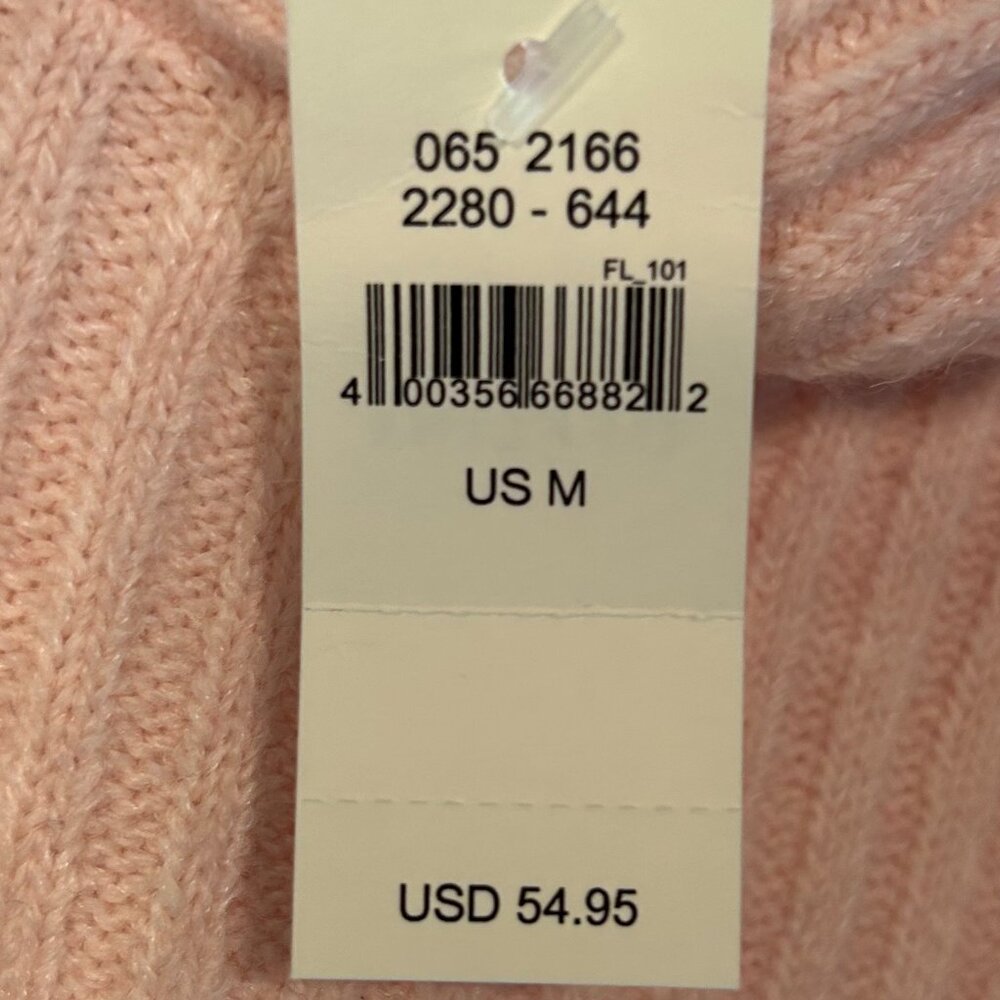 065 2166
2280 - 644
FL_101
4 00356 66882 2
US M
USD 54.95